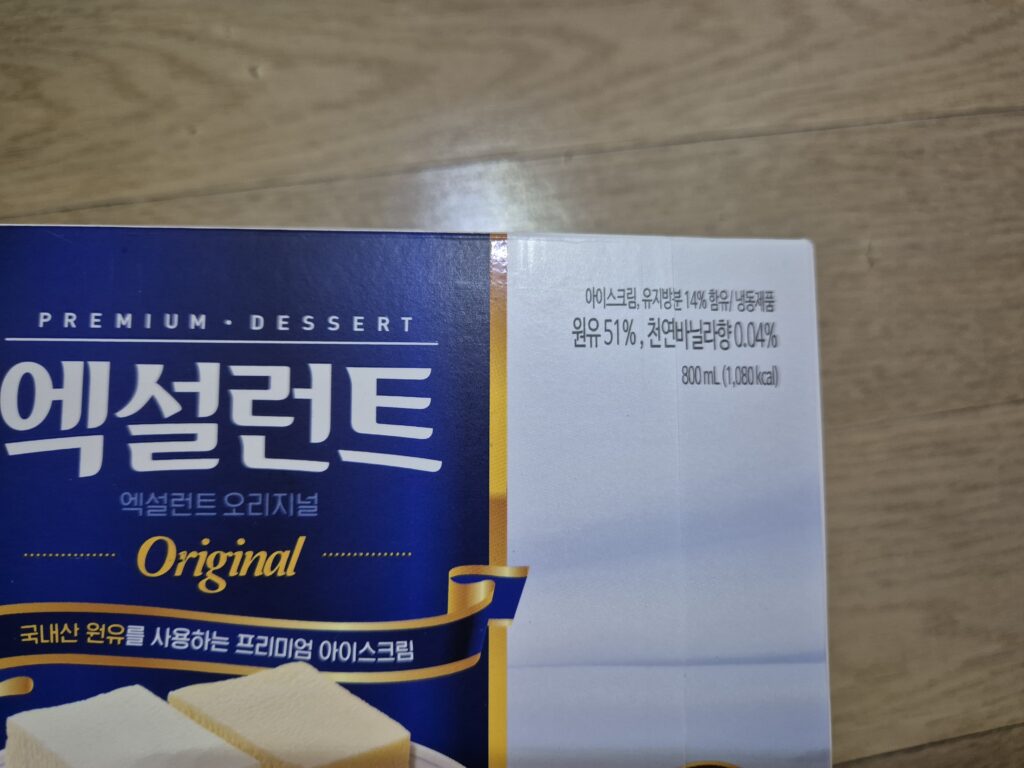 PREMIUM · DESSERT
엑설런트
엑설런트 오리지널
Original
국내산 원유를 사용하는 프리미엄 아이스크림
아이스크림, 유지방분 14% 함유/ 냉동제품
원유 51% , 천연바닐라향 0.04%
800 mL (1,080 kcal)